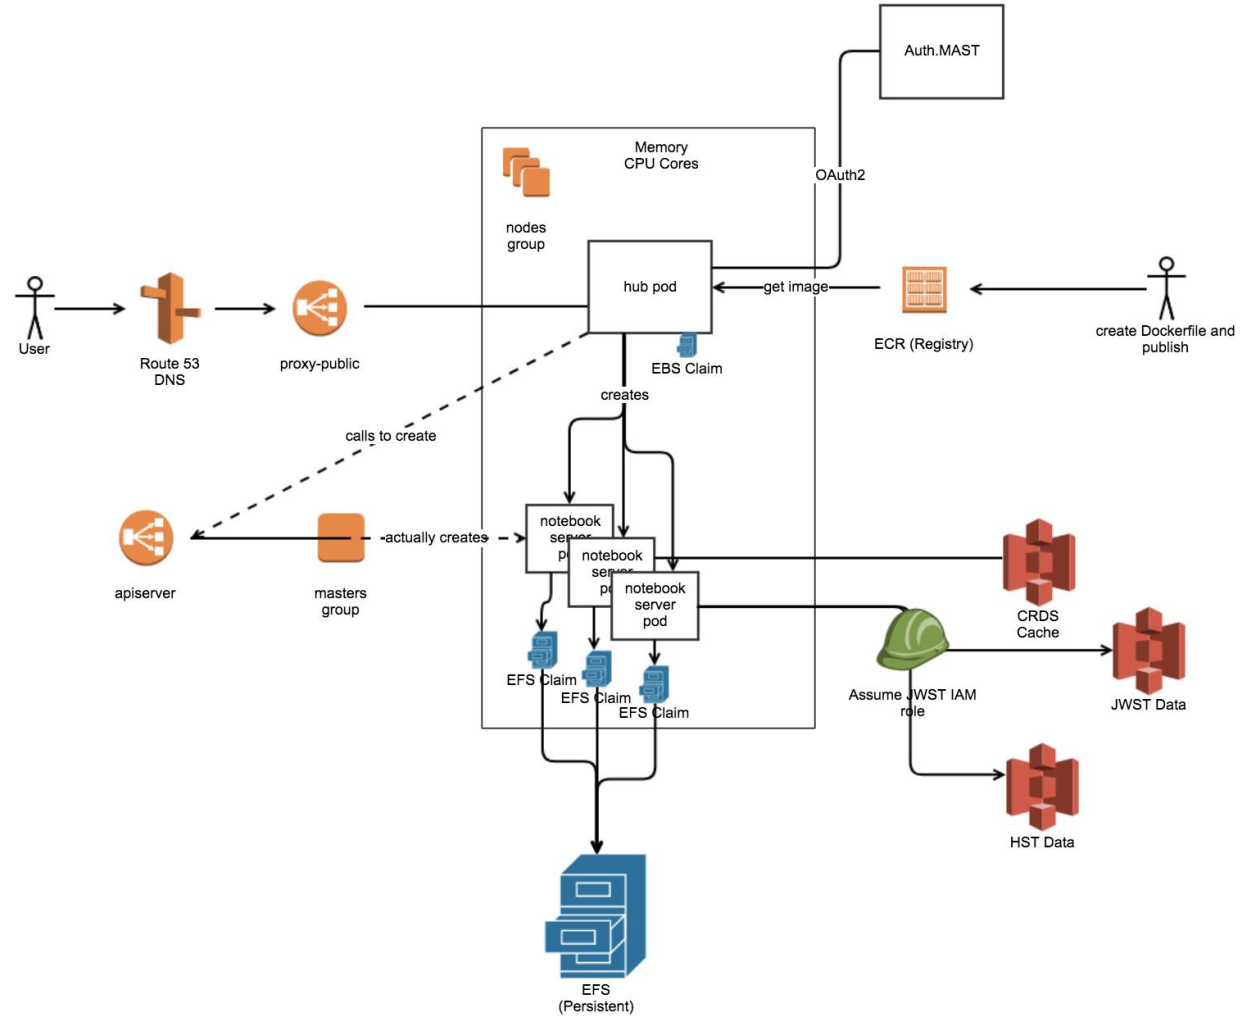 Auth.MAST
Memory
CPU Cores
OAuth2
nodes
group
hub pod
get image
User
Route 53
DNS
proxy-public
ECR (Registry)
create Dockerfile and
publish
EBS Claim
creates
calls to create
notebook
server
notebook
server
notebook
server
pod
actually creates
apiserver
masters
group
CRDS
Cache
EFS Claim
EFS Claim
EFS Claim
Assume JWST IAM
role
JWST Data
HST Data
EFS
(Persistent)